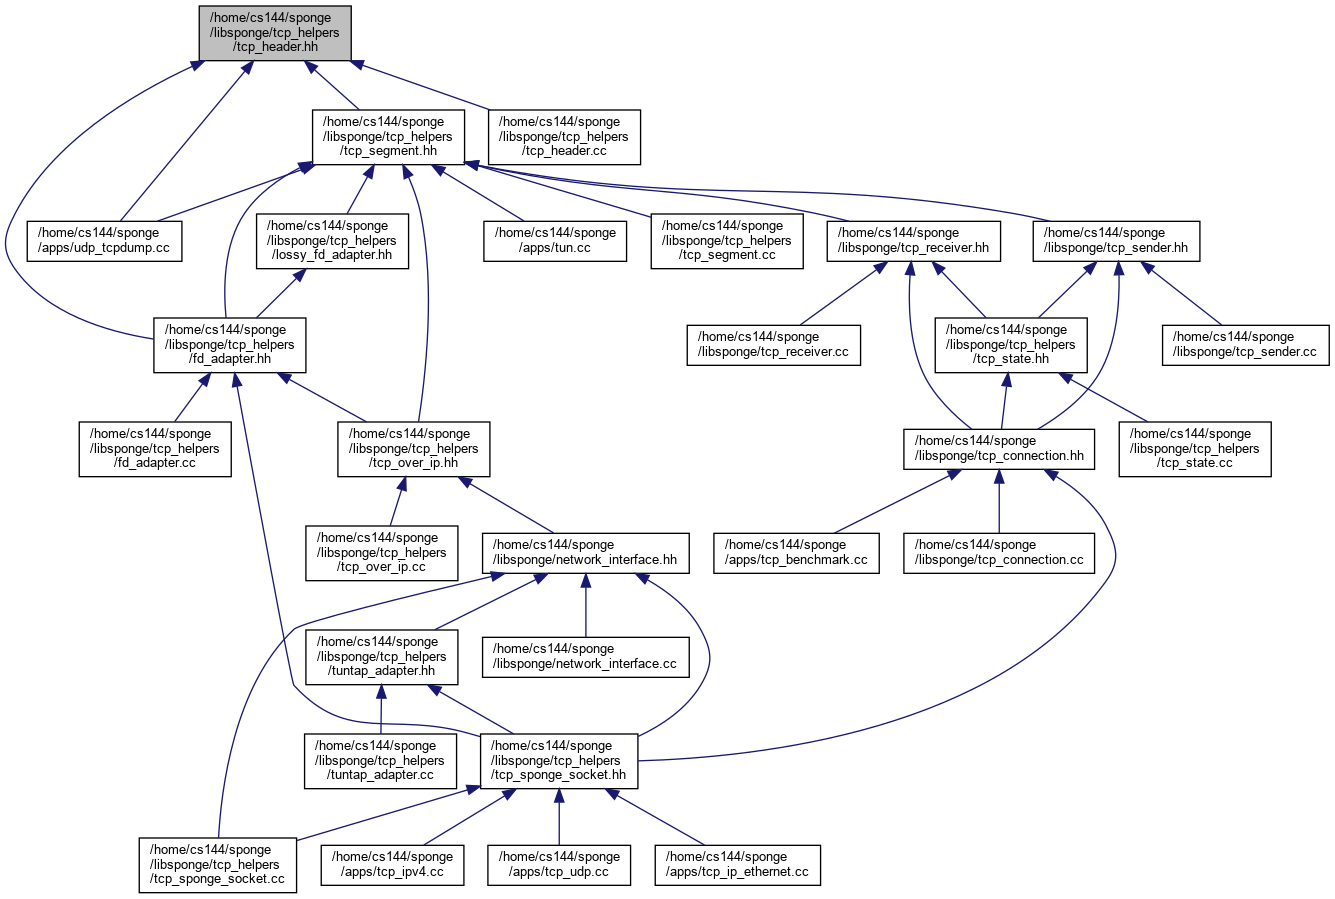 /home/cs144/sponge
/libsponge/tcp_helpers
/tcp_header.hh
/home/cs144/sponge
/libsponge/tcp_helpers
/tcp_segment.hh
/home/cs144/sponge
/libsponge/tcp_helpers
/tcp_header.cc
/home/cs144/sponge
/apps/udp_tcpdump.cc
/home/cs144/sponge
/libsponge/tcp_helpers
/lossy_fd_adapter.hh
/home/cs144/sponge
/apps/tun.cc
/home/cs144/sponge
/libsponge/tcp_helpers
/tcp_segment.cc
/home/cs144/sponge
/libsponge/tcp_receiver.hh
/home/cs144/sponge
/libsponge/tcp_sender.hh
/home/cs144/sponge
/libsponge/tcp_helpers
/fd_adapter.hh
/home/cs144/sponge
/libsponge/tcp_receiver.cc
/home/cs144/sponge
/libsponge/tcp_helpers
/tcp_state.hh
/home/cs144/sponge
/libsponge/tcp_sender.cc
/home/cs144/sponge
/libsponge/tcp_helpers
/fd_adapter.cc
/home/cs144/sponge
/libsponge/tcp_helpers
/tcp_over_ip.hh
/home/cs144/sponge
/libsponge/tcp_connection.hh
/home/cs144/sponge
/libsponge/tcp_helpers
/tcp_state.cc
/home/cs144/sponge
/libsponge/tcp_helpers
/tcp_over_ip.cc
/home/cs144/sponge
/libsponge/network_interface.hh
/home/cs144/sponge
/apps/tcp_benchmark.cc
/home/cs144/sponge
/libsponge/tcp_connection.cc
/home/cs144/sponge
/libsponge/tcp_helpers
/tuntap_adapter.hh
/home/cs144/sponge
/libsponge/network_interface.cc
/home/cs144/sponge
/libsponge/tcp_helpers
/tuntap_adapter.cc
/home/cs144/sponge
/libsponge/tcp_helpers
/tcp_sponge_socket.hh
/home/cs144/sponge
/libsponge/tcp_helpers
/tcp_sponge_socket.cc
/home/cs144/sponge
/apps/tcp_ipv4.cc
/home/cs144/sponge
/apps/tcp_udp.cc
/home/cs144/sponge
/apps/tcp_ip_ethernet.cc